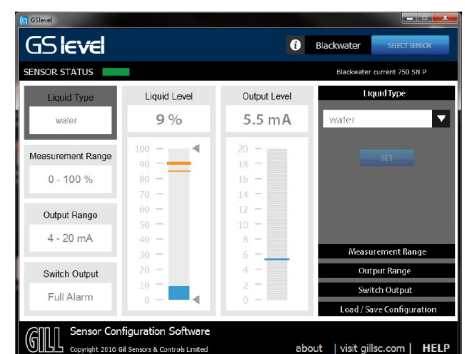 GSlevel
GSlevel
i Blackwater SELECT SENSOR
SENSOR STATUS
Blackwater current 750 SN P
Liquid Type
water
Measurement Range
0 - 100 %
Output Range
4 - 20 mA
Switch Output
Full Alarm
Liquid Level
9 %
100
90
80
70
60
50
40
30
20
10
0
Output Level
5.5 mA
20
18
16
14
12
10
8
6
4
2
0
Liquid Type
water
SET
Measurement Range
Output Range
Switch Output
Load / Save Configuration
GILL
Sensor Configuration Software
Copyright 2016 Gill Sensors & Controls Limited
about | visit gillsc.com | HELP